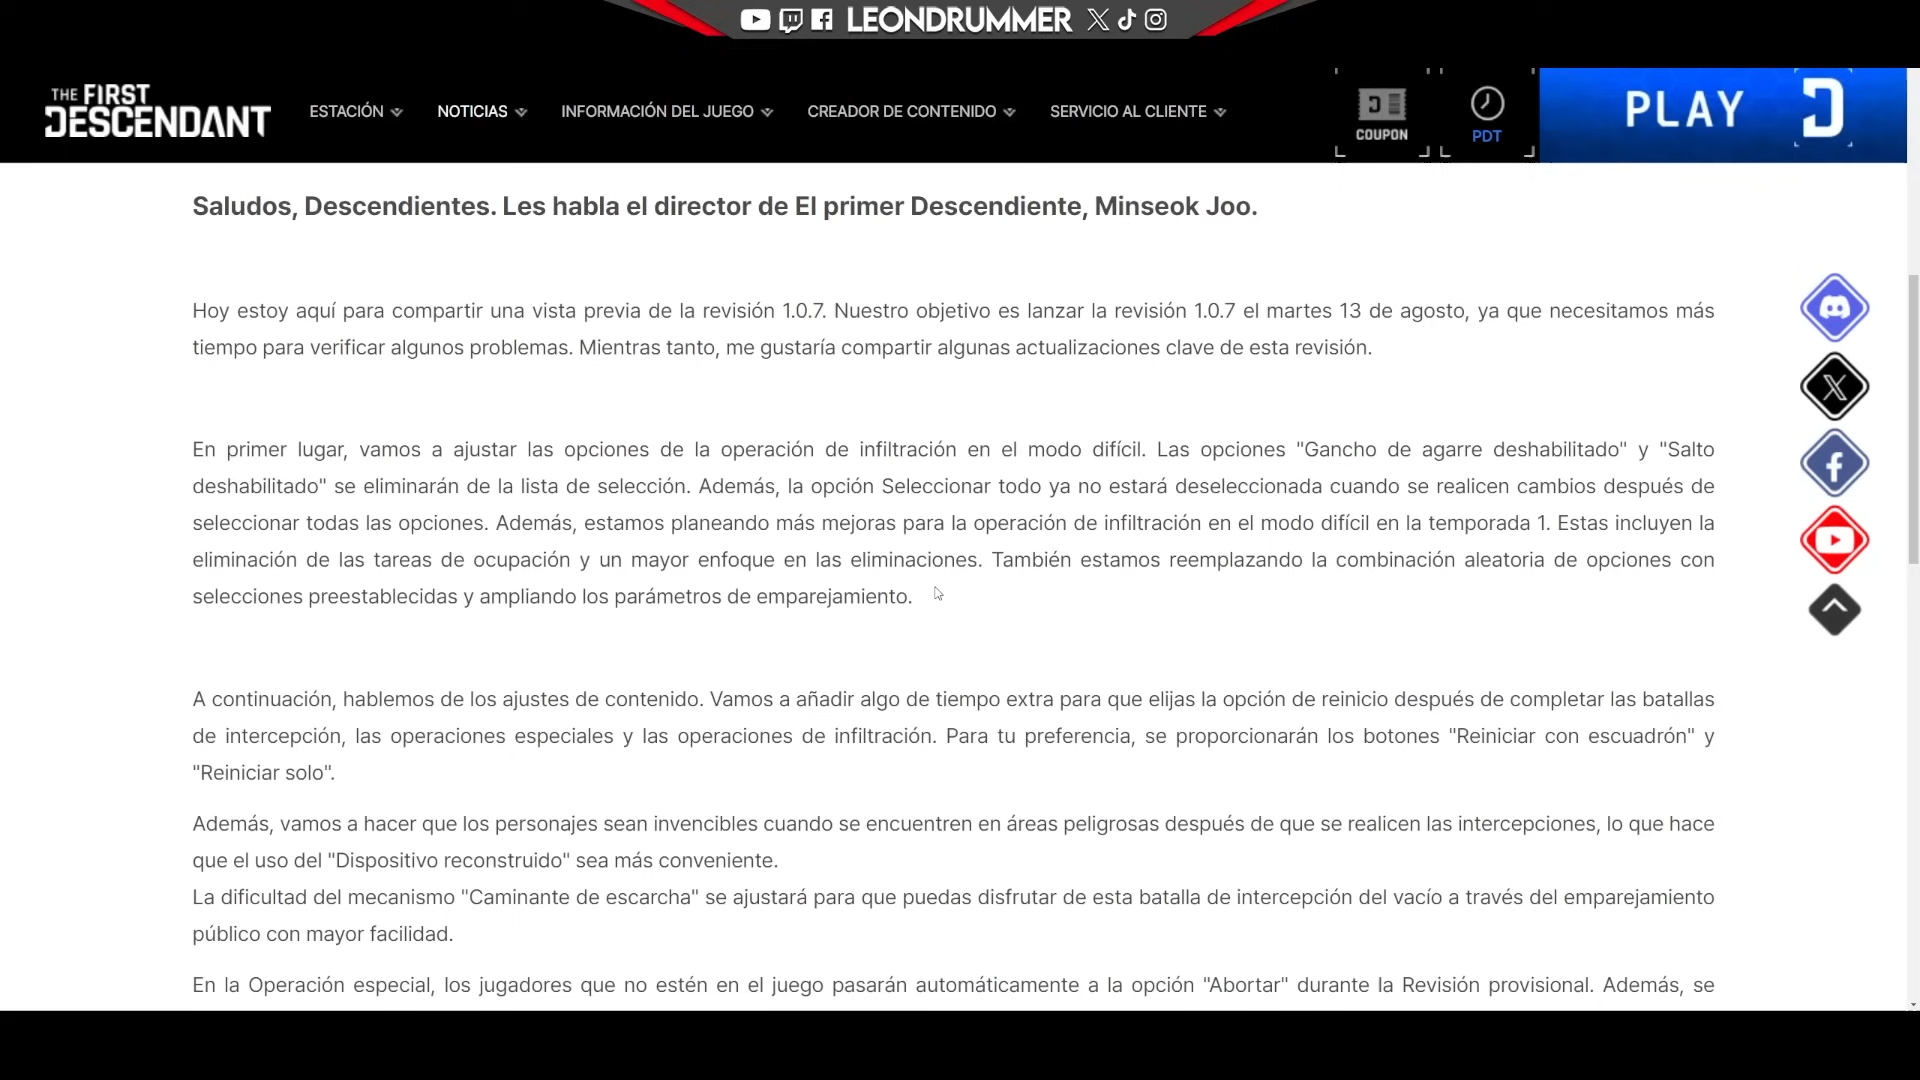 LEONDRUMMER
THE FIRST DESCENDANT
ESTACIÓN
NOTICIAS
INFORMACIÓN DEL JUEGO
CREADOR DE CONTENIDO
SERVICIO AL CLIENTE
COUPON
PDT
PLAY
Saludos, Descendientes. Les habla el director de El primer Descendiente, Minseok Joo.
Hoy estoy aquí para compartir una vista previa de la revisión 1.0.7. Nuestro objetivo es lanzar la revisión 1.0.7 el martes 13 de agosto, ya que necesitamos más
tiempo para verificar algunos problemas. Mientras tanto, me gustaría compartir algunas actualizaciones clave de esta revisión.
En primer lugar, vamos a ajustar las opciones de la operación de infiltración en el modo difícil. Las opciones "Gancho de agarre deshabilitado" y "Salto
deshabilitado" se eliminarán de la lista de selección. Además, la opción Seleccionar todo ya no estará deseleccionada cuando se realicen cambios después de
seleccionar todas las opciones. Además, estamos planeando más mejoras para la operación de infiltración en el modo difícil en la temporada 1. Estas incluyen la
eliminación de las tareas de ocupación y un mayor enfoque en las eliminaciones. También estamos reemplazando la combinación aleatoria de opciones con
selecciones preestablecidas y ampliando los parámetros de emparejamiento.
A continuación, hablemos de los ajustes de contenido. Vamos a añadir algo de tiempo extra para que elijas la opción de reinicio después de completar las batallas
de intercepción, las operaciones especiales y las operaciones de infiltración. Para tu preferencia, se proporcionarán los botones "Reiniciar con escuadrón" y
"Reiniciar solo".
Además, vamos a hacer que los personajes sean invencibles cuando se encuentren en áreas peligrosas después de que se realicen las intercepciones, lo que hace
que el uso del "Dispositivo reconstruido" sea más conveniente.
La dificultad del mecanismo "Caminante de escarcha" se ajustará para que puedas disfrutar de esta batalla de intercepción del vacío a través del emparejamiento
público con mayor facilidad.
En la Operación especial, los jugadores que no estén en el juego pasarán automáticamente a la opción "Abortar" durante la Revisión provisional. Además, se